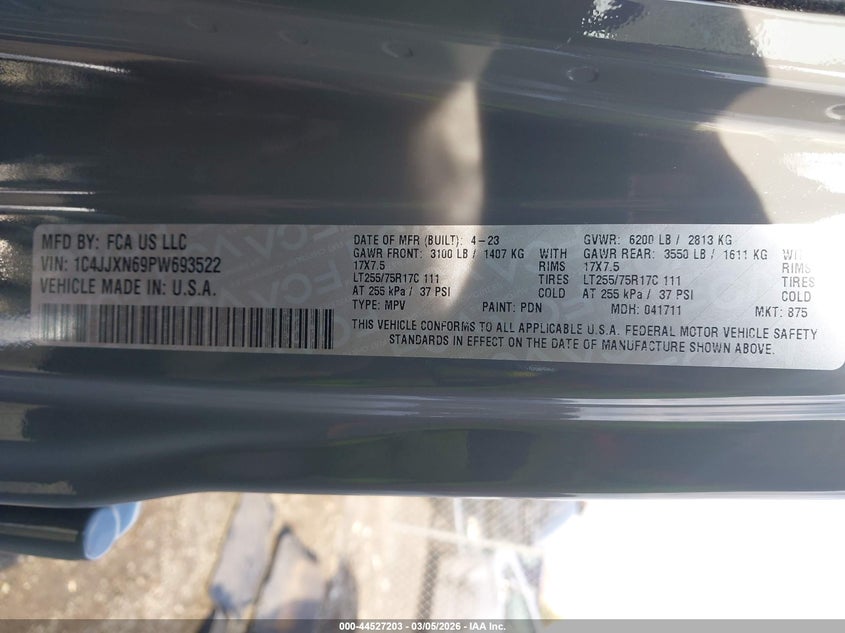 MFD BY: FCA US LLC
VIN: 1C4JJXN69PW693522
VEHICLE MADE IN: U.S.A.
DATE OF MFR (BUILT): 4-23
GAWR FRONT: 3100 LB / 1407 KG WITH
17X7.5 RIMS
LT255/75R17C 111 TIRES
AT 255 kPa / 37 PSI COLD
TYPE: MPV PAINT: PDN
GVWR: 6200 LB / 2813 KG
GAWR REAR: 3550 LB / 1611 KG WITH
17X7.5 RIMS
LT255/75R17C 111 TIRES
AT 255 kPa / 37 PSI COLD
MDH: 041711 MKT: 875
THIS VEHICLE CONFORMS TO ALL APPLICABLE U.S.A. FEDERAL MOTOR VEHICLE SAFETY
STANDARDS IN EFFECT ON THE DATE OF MANUFACTURE SHOWN ABOVE.
000-44527203 - 03/05/2026 - IAA Inc.